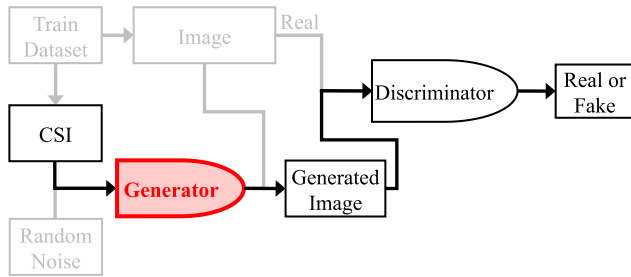 Train
Dataset
Image
Real
Discriminator
Real or
Fake
CSI
Generator
Generated
Image
Random
Noise